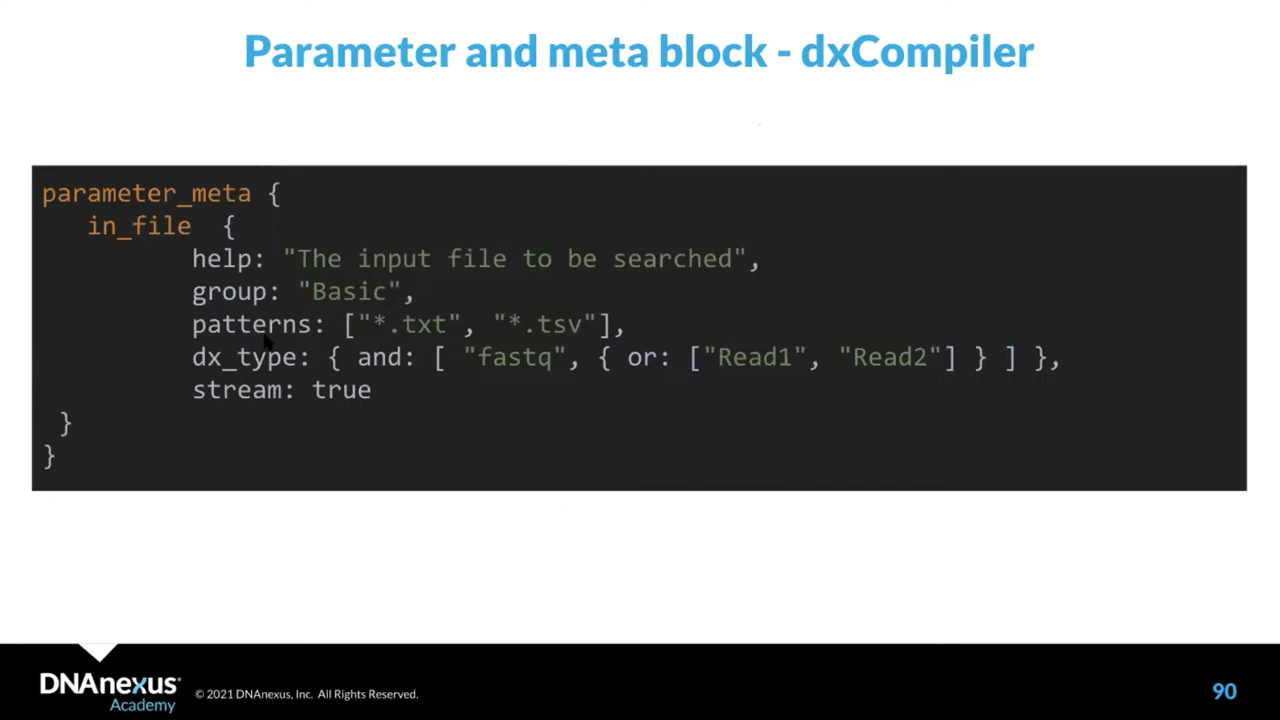 Parameter and meta block - dxCompiler
parameter_meta {
in_file {
help: "The input file to be searched",
group: "Basic",
patterns: ["*.txt", "*.tsv"],
dx_type: { and: [ "fastq", { or: ["Read1", "Read2"] } ] },
stream: true
}
}
DNAnexus
Academy
© 2021 DNAnexus, Inc. All Rights Reserved.
90